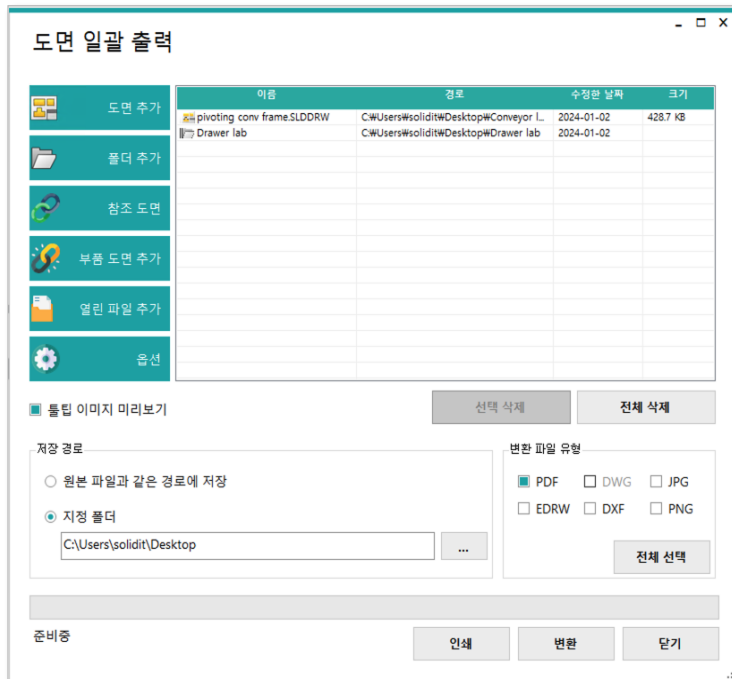 도면 일괄 출력
도면 추가
폴더 추가
참조 도면
부품 도면 추가
열린 파일 추가
옵션
이름 경로 수정한 날짜 크기
pivoting conv frame.SLDDRW C:₩Users₩solidit₩Desktop₩Conveyor l... 2024-01-02 428.7 KB
Drawer lab C:₩Users₩solidit₩Desktop₩Drawer lab 2024-01-02
툴팁 이미지 미리보기
선택 삭제 전체 삭제
저장 경로
원본 파일과 같은 경로에 저장
지정 폴더
C:\Users\solidit\Desktop ...
변환 파일 유형
PDF DWG JPG
EDRW DXF PNG
전체 선택
준비중
인쇄 변환 닫기